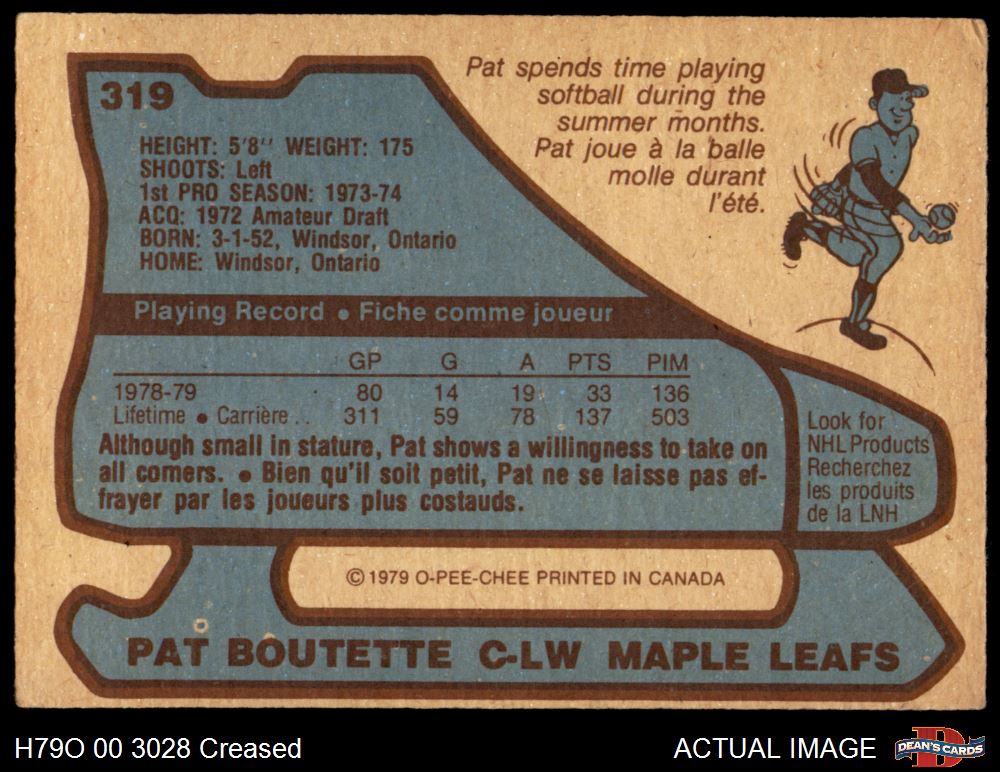 319
HEIGHT: 5'8'' WEIGHT: 175
SHOOTS: Left
1st PRO SEASON: 1973-74
ACQ: 1972 Amateur Draft
BORN: 3-1-52, Windsor, Ontario
HOME: Windsor, Ontario
Pat spends time playing
softball during the
summer months.
Pat joue à la balle
molle durant
l'été.
Playing Record • Fiche comme joueur
GP G A PTS PIM
1978-79 80 14 19 33 136
Lifetime • Carrière . . 311 59 78 137 503
Although small in stature, Pat shows a willingness to take on
all comers. • Bien qu'il soit petit, Pat ne se laisse pas ef-
frayer par les joueurs plus costauds.
Look for
NHL Products
Recherchez
les produits
de la LNH
© 1979 O-PEE-CHEE PRINTED IN CANADA
PAT BOUTETTE C-LW MAPLE LEAFS
H79O 00 3028 Creased
ACTUAL IMAGE
DEAN'S CARDS